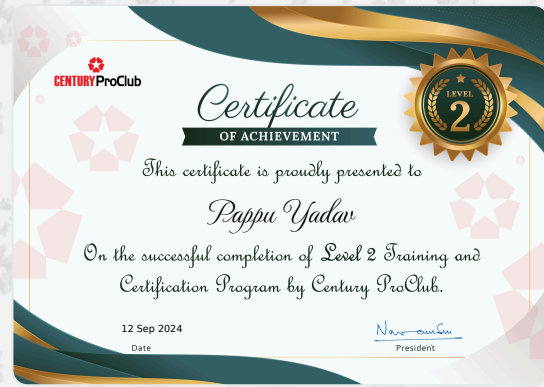 CENTURY ProClub
Certificate
OF ACHIEVEMENT
LEVEL
2
This certificate is proudly presented to
Pappu Yadav
On the successful completion of Level 2 Training and
Certification Program by Century ProClub.
12 Sep 2024
Date
President